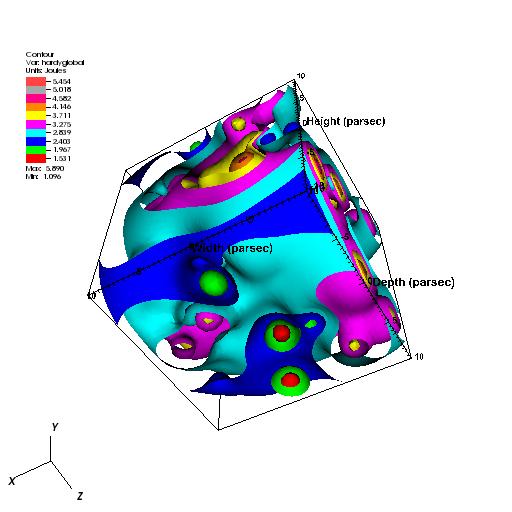 Contour
Var: hardyglobal
Units: Joules
5.454
5.018
4.582
4.146
3.711
3.275
2.839
2.403
1.967
1.531
Max: 5.890
Min: 1.096
10
Height (parsec)
Width (parsec)
Depth (parsec)
10
10
Y
X
Z